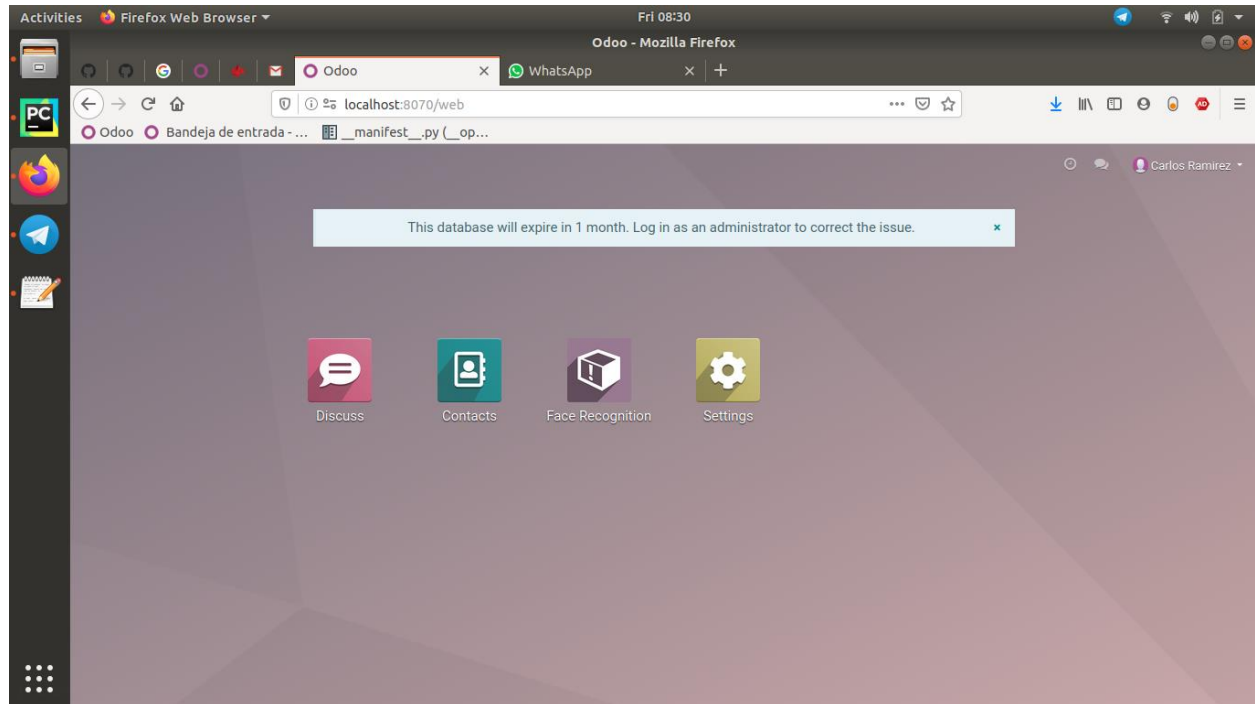 Activities Firefox Web Browser Fri 08:30
Odoo - Mozilla Firefox
Odoo WhatsApp
localhost:8070/web
Odoo Bandeja de entrada - ... __manifest__.py (__op...
Carlos Ramirez
This database will expire in 1 month. Log in as an administrator to correct the issue.
Discuss Contacts Face Recognition Settings